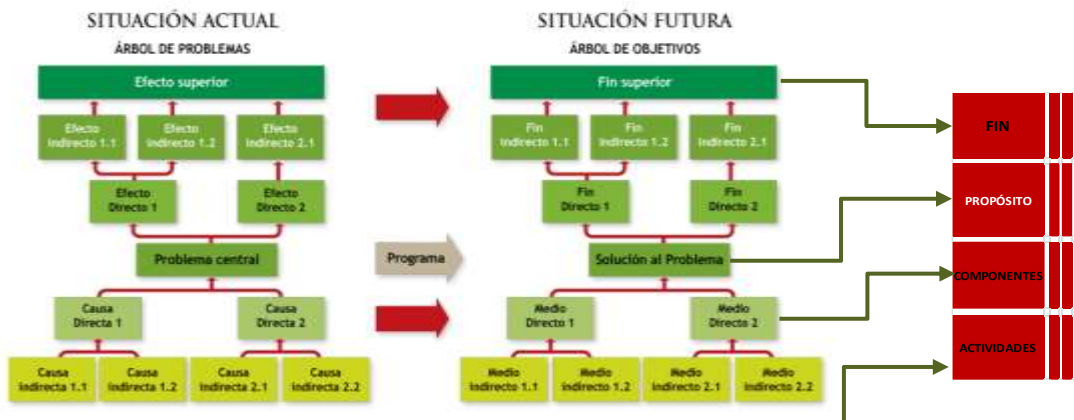 SITUACIÓN ACTUAL
SITUACIÓN FUTURA
ÁRBOL DE PROBLEMAS
ÁRBOL DE OBJETIVOS
Efecto superior
Fin superior
Efecto
indirecto 1.1
Efecto
indirecto 1.2
Efecto
indirecto 2.1
Fin
indirecto 1.1
Fin
indirecto 1.2
Fin
indirecto 2.1
FIN
Efecto
Directo 1
Efecto
Directo 2
Fin
Directo 1
Fin
Directo 2
PROPÓSITO
Problema central
Programa
Solución al Problema
COMPONENTES
Causa
Directa 1
Causa
Directa 2
Medio
Directo 1
Medio
Directo 2
ACTIVIDADES
Causa
indirecta 1.1
Causa
indirecta 1.2
Causa
indirecta 2.1
Causa
indirecta 2.2
Medio
indirecto 1.1
Medio
indirecto 1.2
Medio
indirecto 2.1
Medio
indirecto 2.2